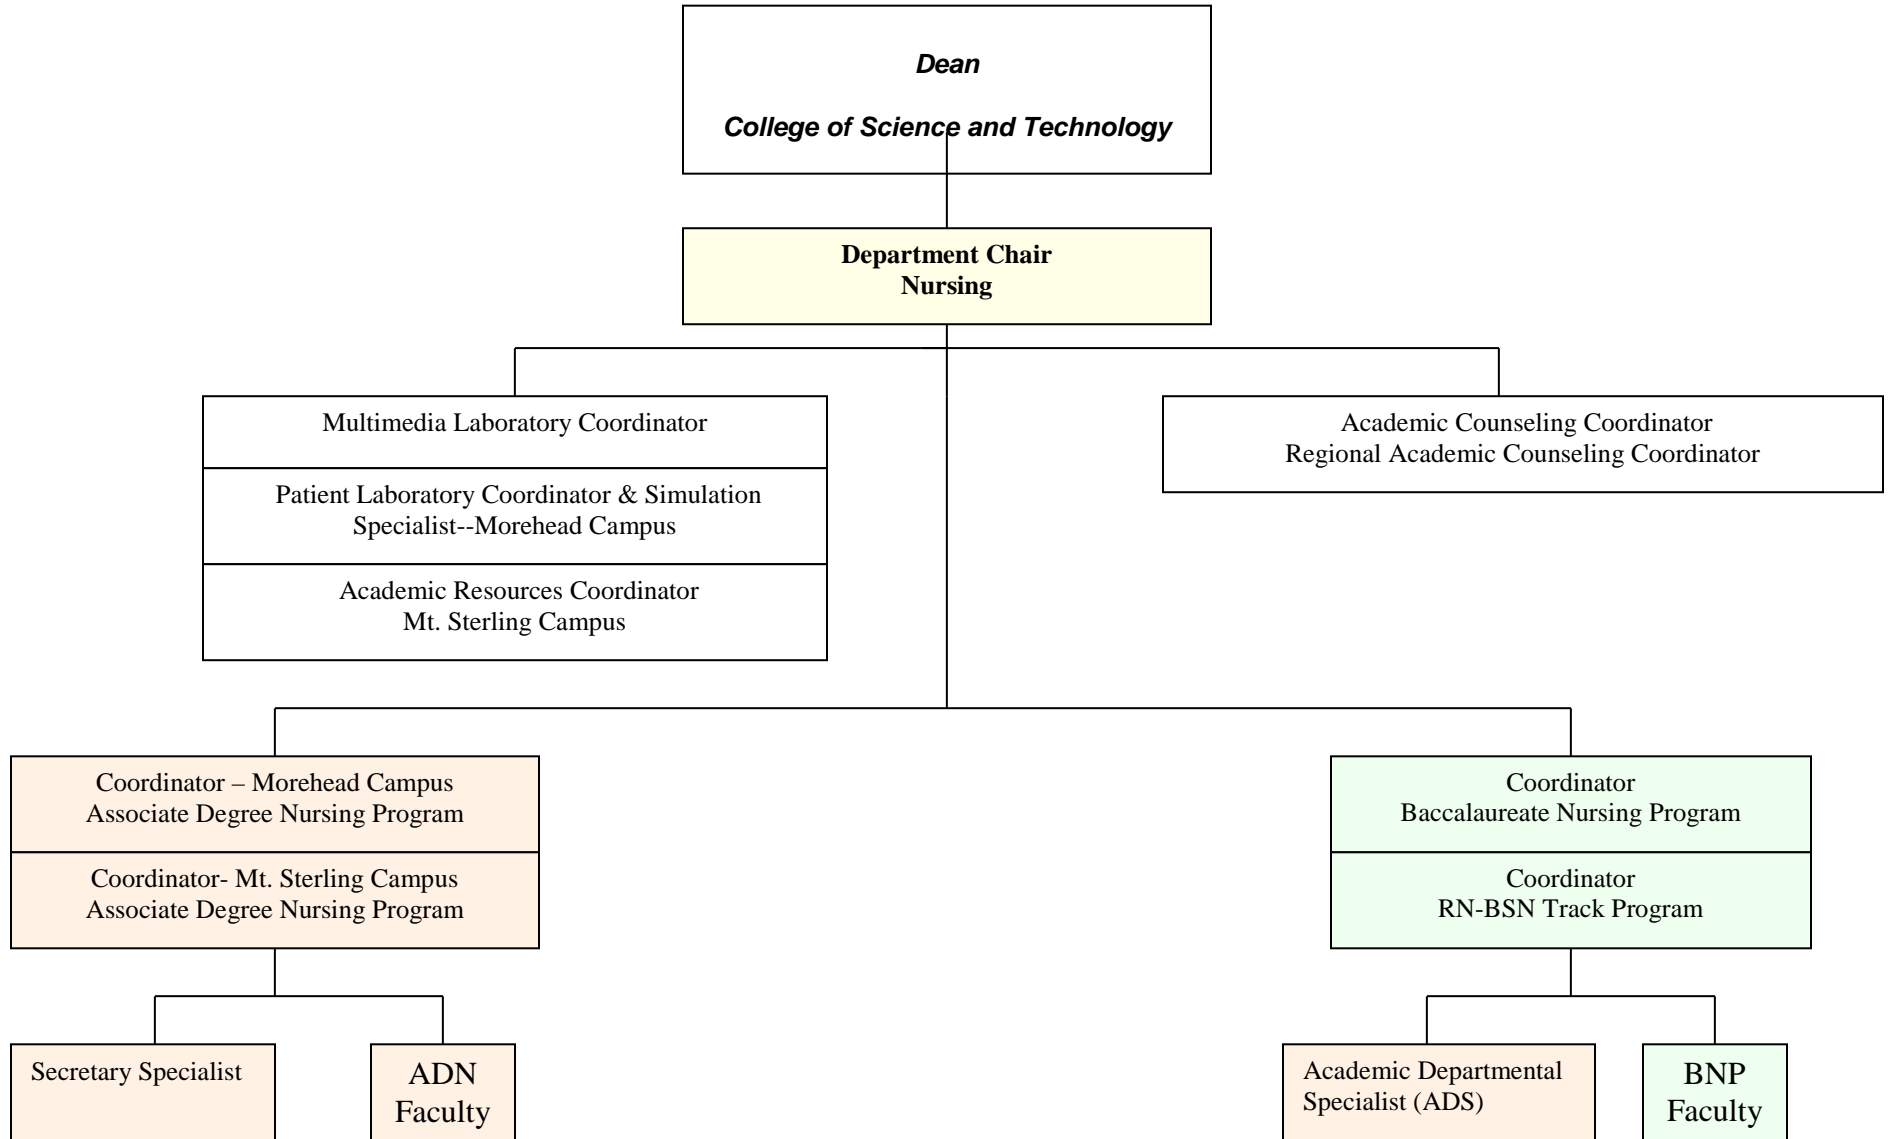 Dean
College of Science and Technology
Department Chair
Nursing
Multimedia Laboratory Coordinator
Patient Laboratory Coordinator & Simulation
Specialist--Morehead Campus
Academic Resources Coordinator
Mt. Sterling Campus
Academic Counseling Coordinator
Regional Academic Counseling Coordinator
Coordinator – Morehead Campus
Associate Degree Nursing Program
Coordinator- Mt. Sterling Campus
Associate Degree Nursing Program
Coordinator
Baccalaureate Nursing Program
Coordinator
RN-BSN Track Program
Secretary Specialist
ADN
Faculty
Academic Departmental
Specialist (ADS)
BNP
Faculty